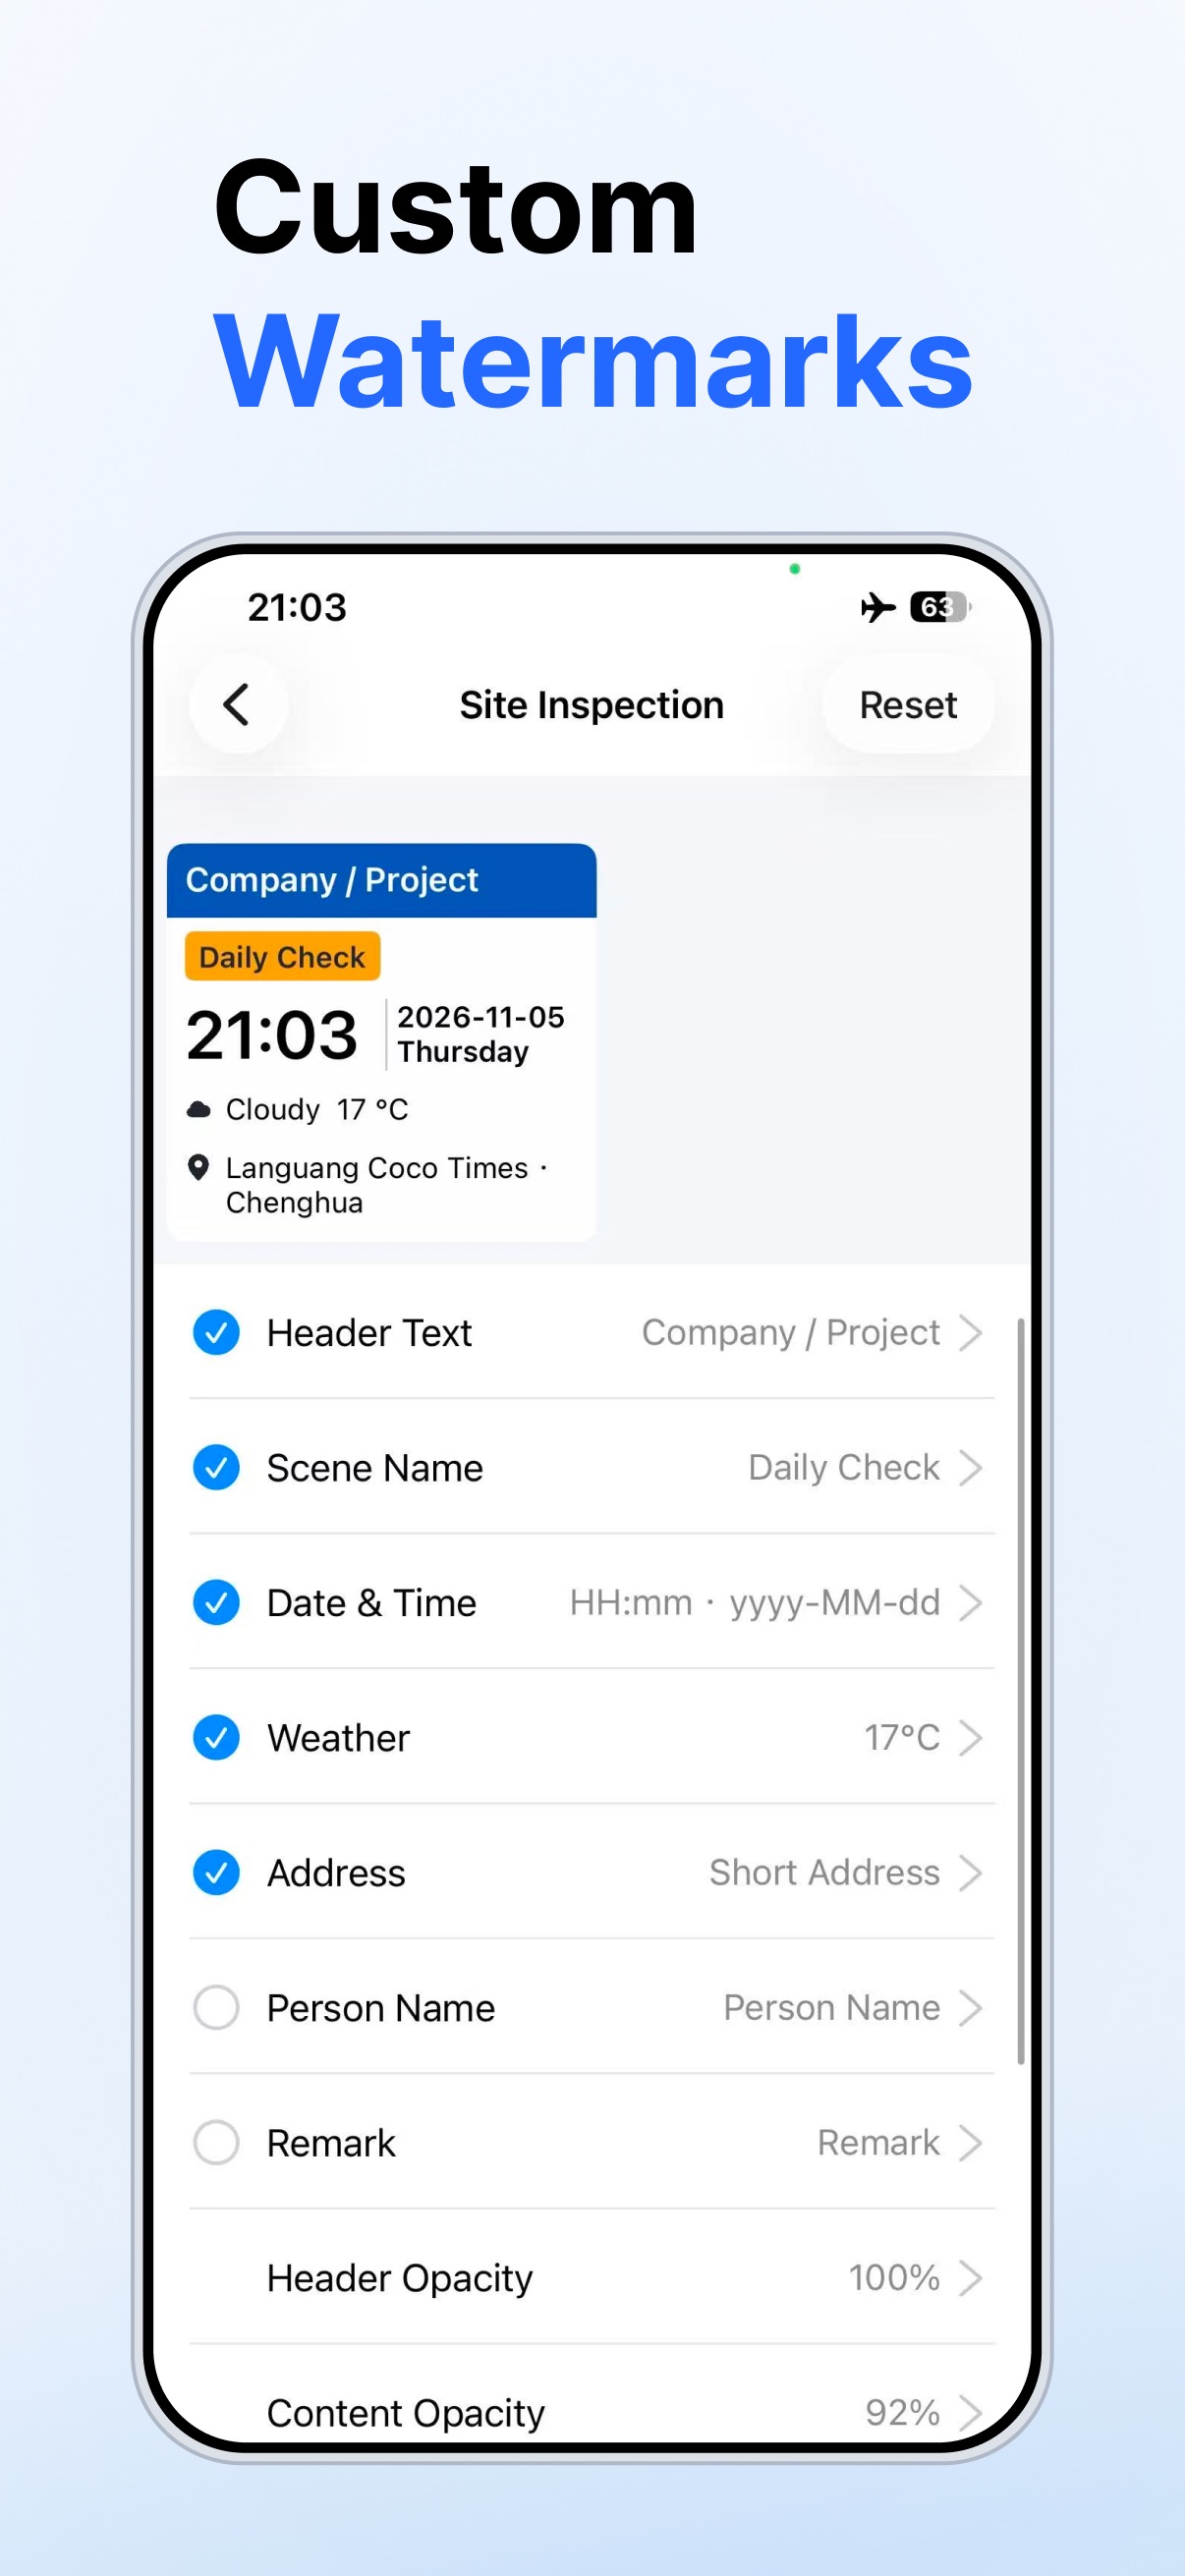 Custom
Watermarks
21:03
63
Site Inspection
Reset
Company / Project
Daily Check
21:03
2026-11-05
Thursday
Cloudy 17 °C
Languang Coco Times ·
Chenghua
Header Text Company / Project
Scene Name Daily Check
Date & Time HH:mm · yyyy-MM-dd
Weather 17°C
Address Short Address
Person Name Person Name
Remark Remark
Header Opacity 100%
Content Opacity 92%